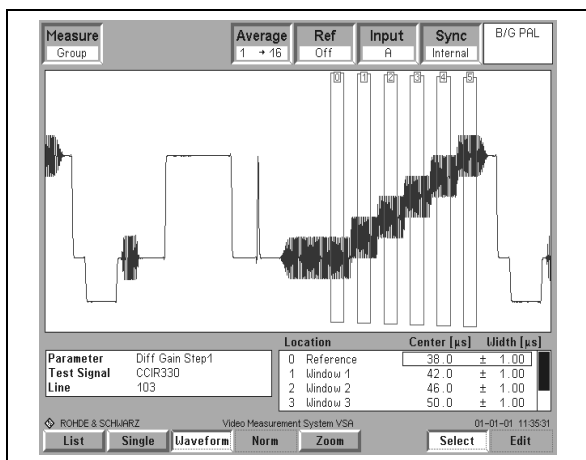 Measure Average Ref Input Sync B/G PAL
Group 1 → 16 Off A Internal
0 1 2 3 4 5
Location Center [µs] Width [µs]
Parameter Diff Gain Step1
Test Signal CCIR330
Line 103
0 Reference 38.0 ± 1.00
1 Window 1 42.0 ± 1.00
2 Window 2 46.0 ± 1.00
3 Window 3 50.0 ± 1.00
ROHDE & SCHWARZ Video Measurement System VSA 01-01-01 11:35:31
List Single Waveform Norm Zoom Select Edit